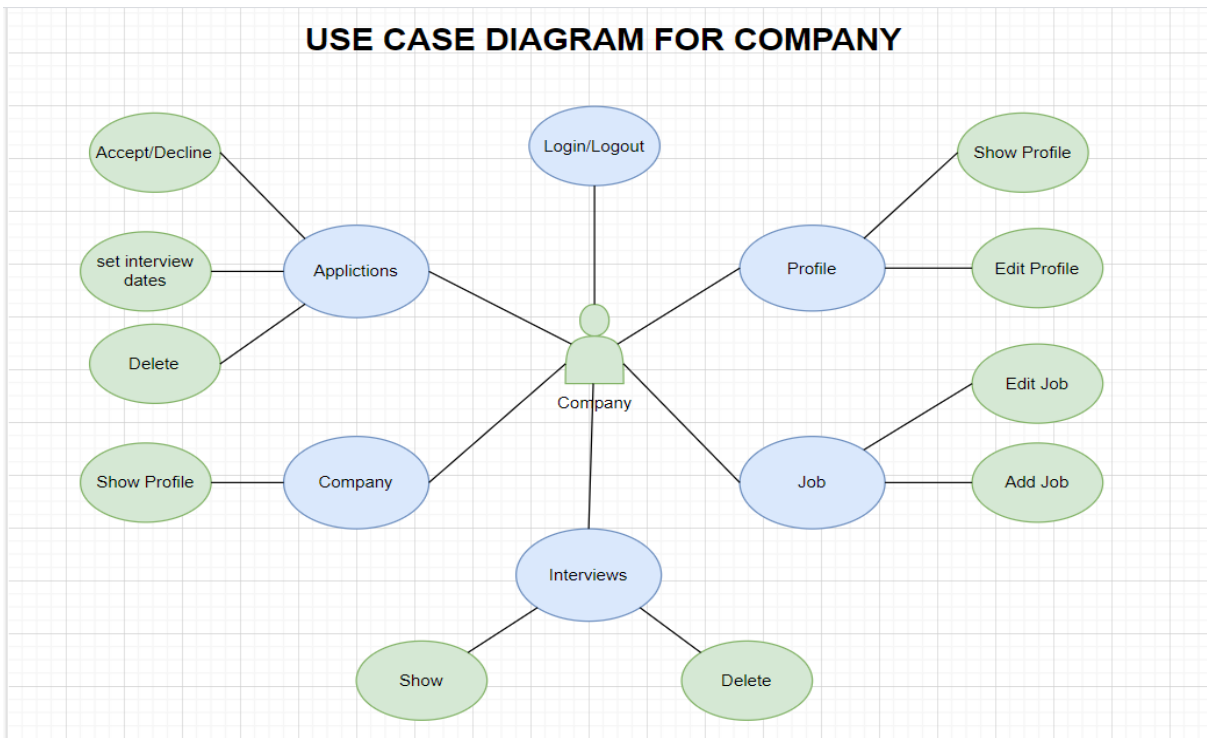 USE CASE DIAGRAM FOR COMPANY
Accept/Decline
Login/Logout
Show Profile
set interview
dates
Applictions
Profile
Edit Profile
Delete
Company
Edit Job
Show Profile
Company
Job
Add Job
Interviews
Show
Delete